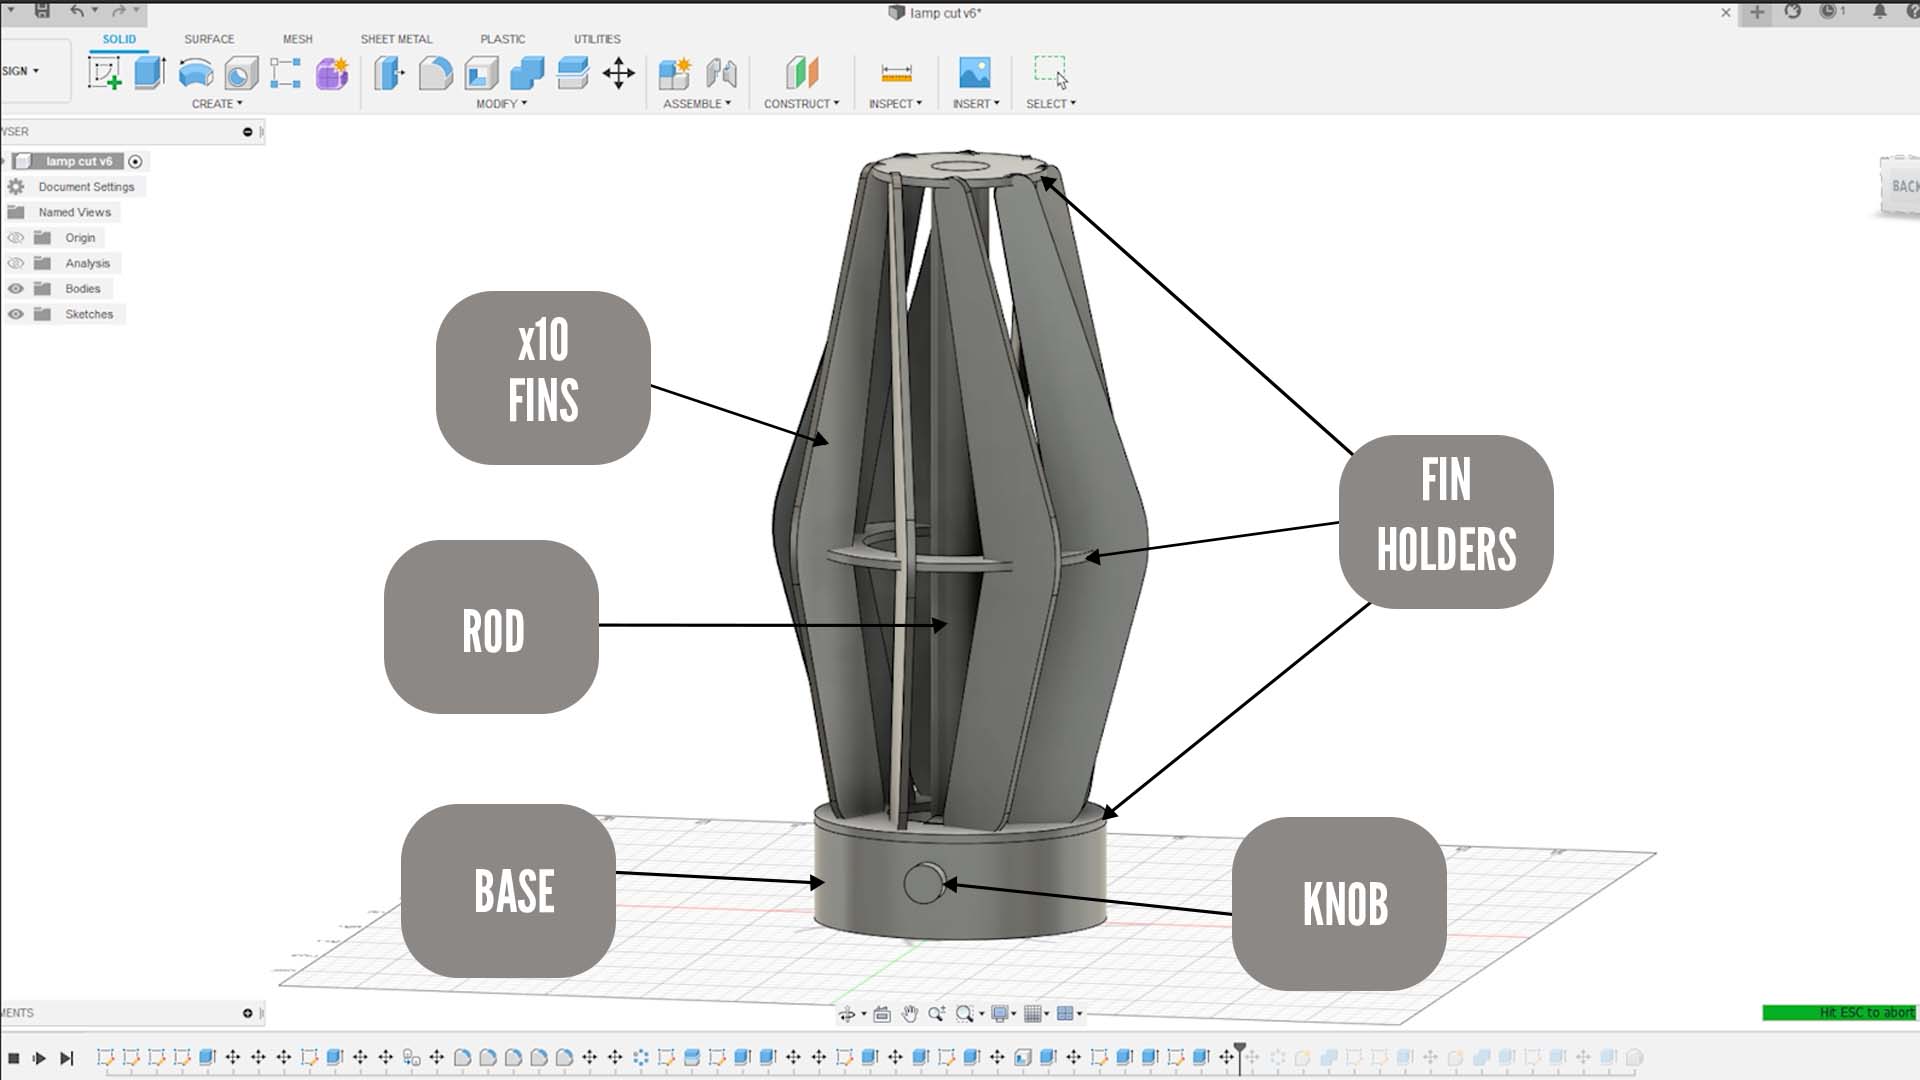 lamp cut v6*
1
SOLID
SURFACE
MESH
SHEET METAL
PLASTIC
UTILITIES
SIGN
CREATE
MODIFY
ASSEMBLE
CONSTRUCT
INSPECT
INSERT
SELECT
WSER
lamp cut v6
Document Settings
Named Views
Origin
Analysis
Bodies
Sketches
BACK
x10
FINS
FIN
HOLDERS
ROD
BASE
KNOB
MENTS
Hit ESC to abort